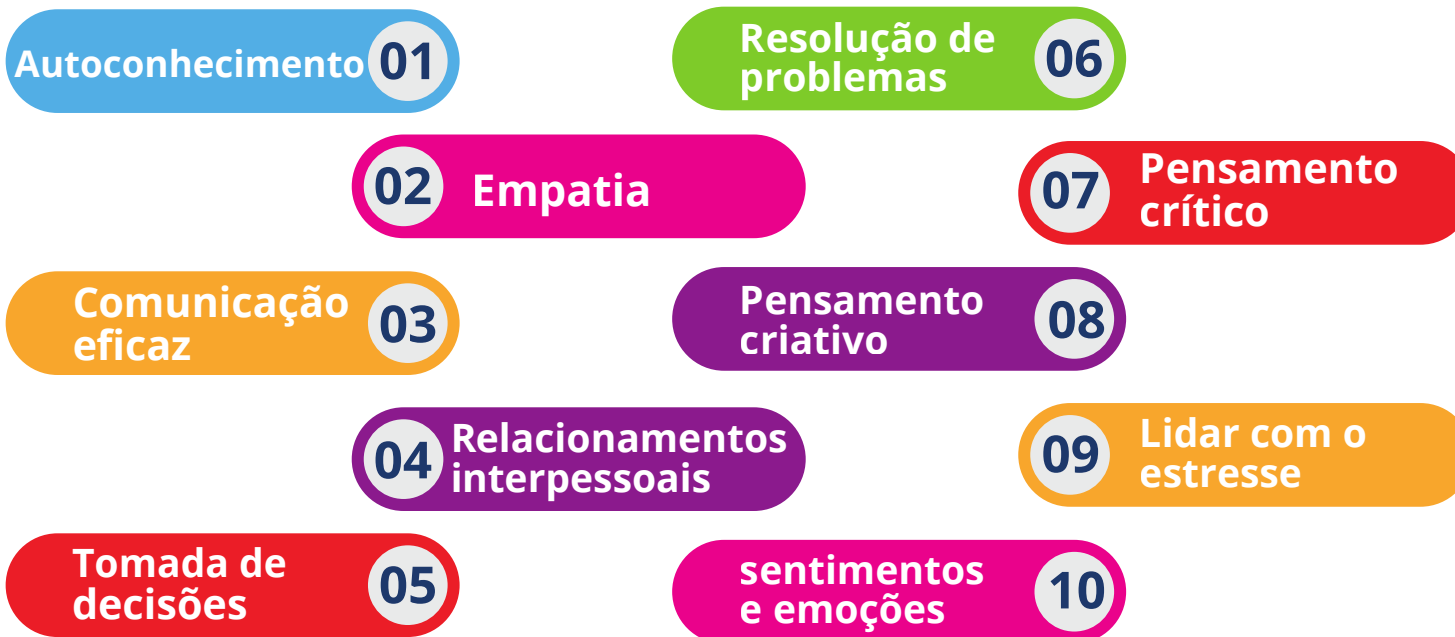 Autoconhecimento 01
02 Empatia
Comunicação
eficaz 03
04 Relacionamentos
interpessoais
Tomada de
decisões 05
Resolução de
problemas 06
07 Pensamento
crítico
Pensamento
criativo 08
09 Lidar com o
estresse
sentimentos
e emoções 10